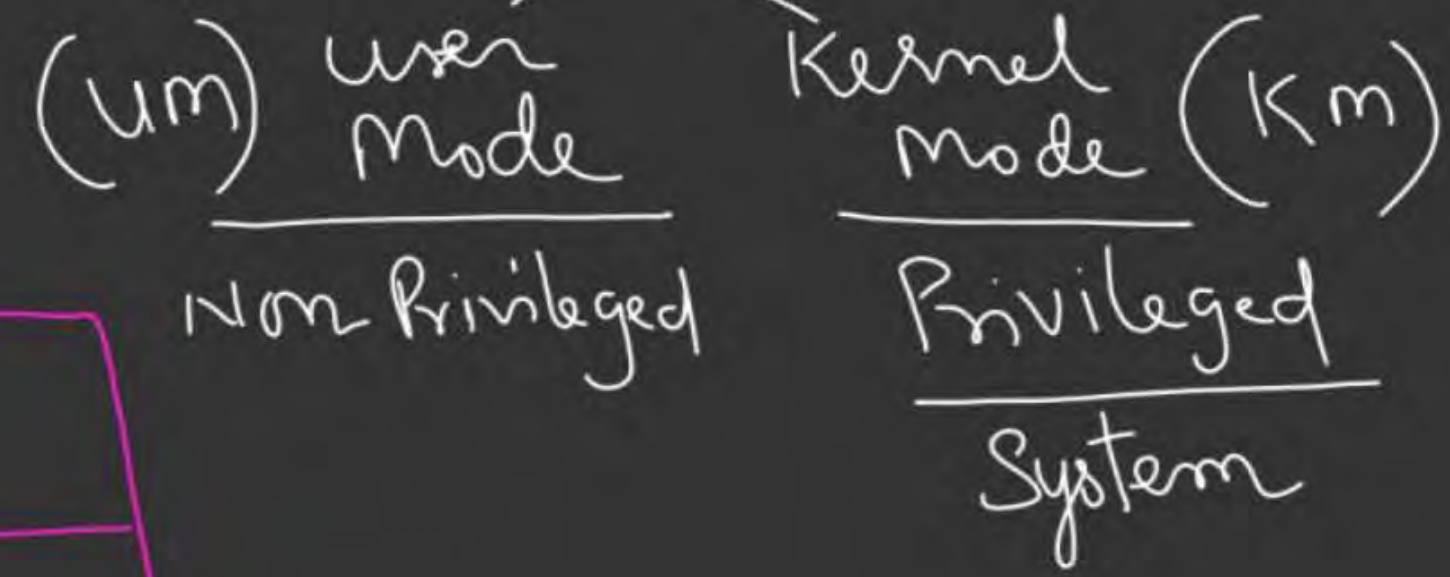 (um) user Kernel (Km)
Mode Mode
Non Privileged Privileged
System